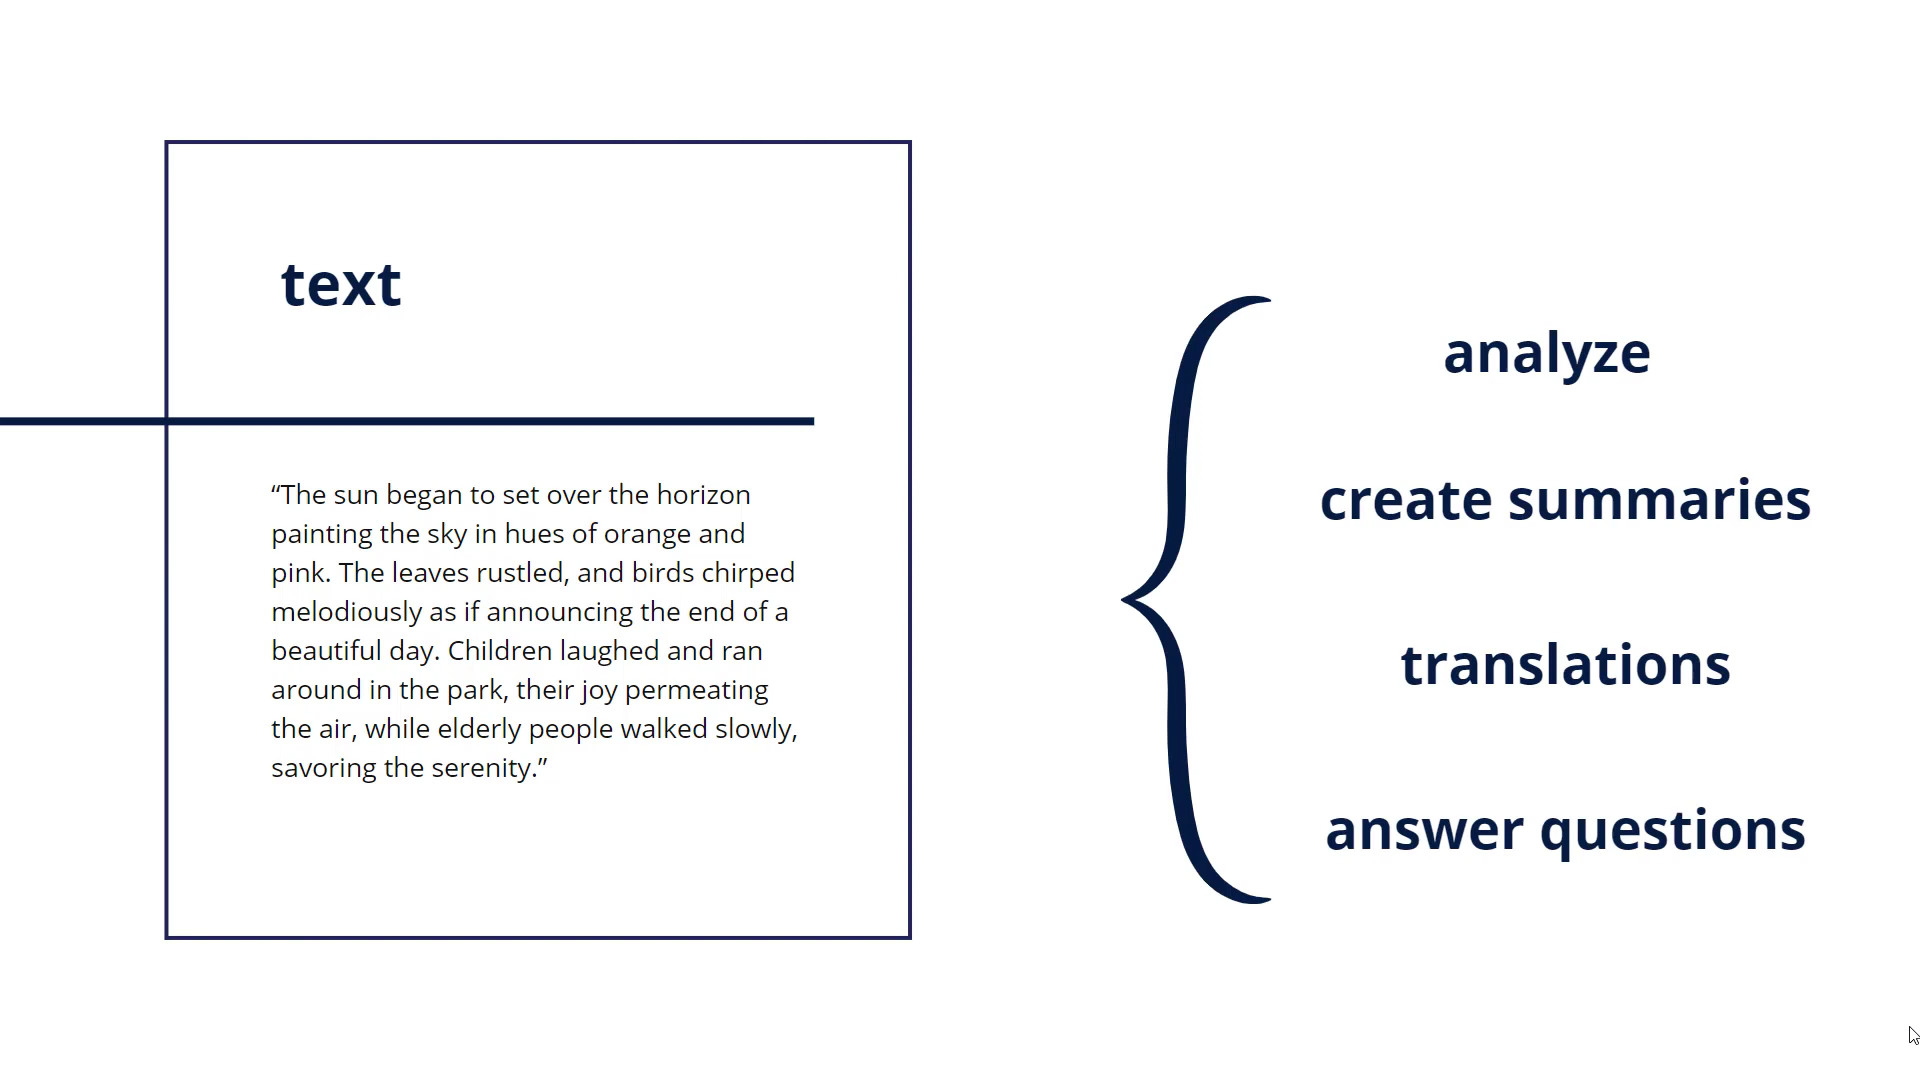 text
“The sun began to set over the horizon
painting the sky in hues of orange and
pink. The leaves rustled, and birds chirped
melodiously as if announcing the end of a
beautiful day. Children laughed and ran
around in the park, their joy permeating
the air, while elderly people walked slowly,
savoring the serenity.”
analyze
create summaries
translations
answer questions